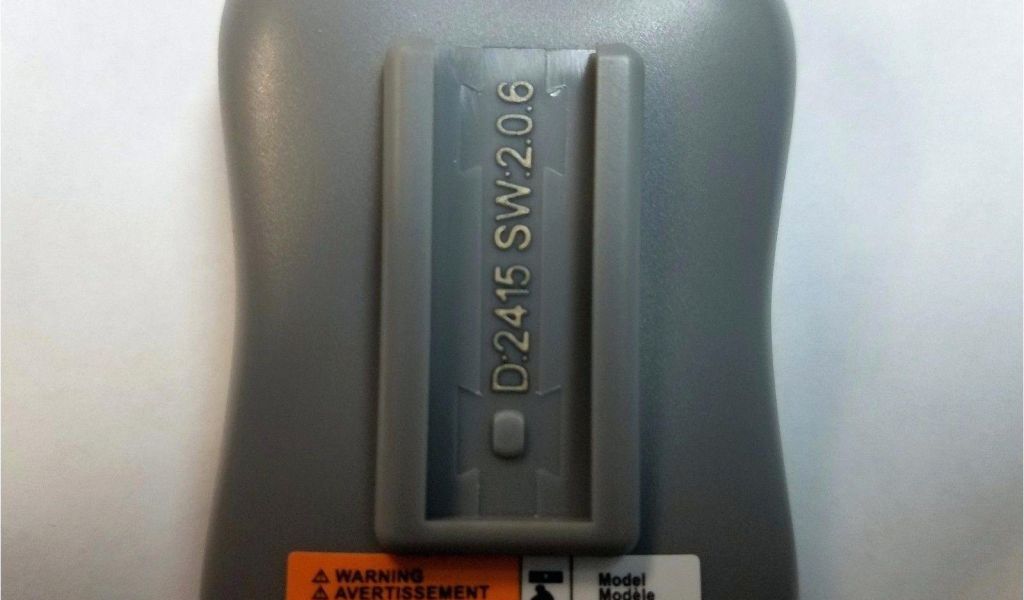 D:2415 SW:2.0.6
WARNING
AVERTISSEMENT
Model
Modèle